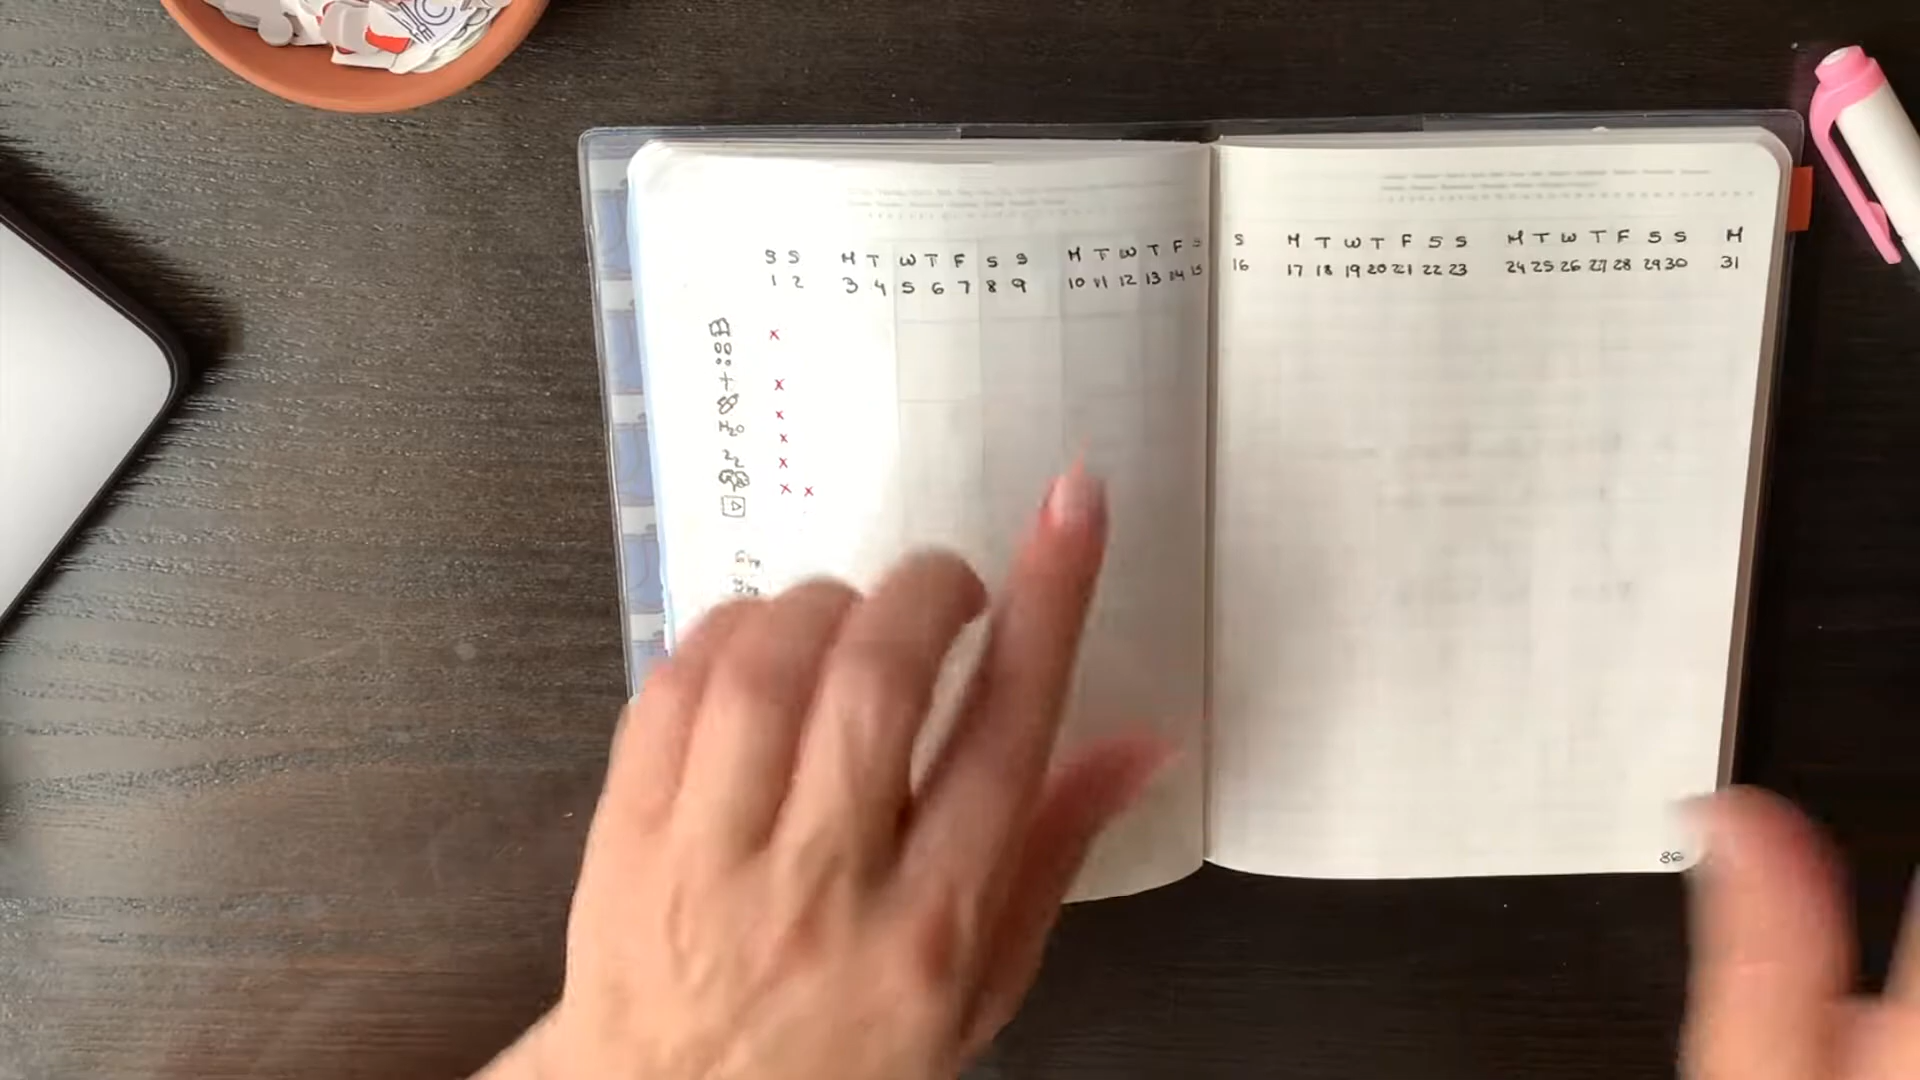 S S M T W T F S S M T W T F S
1 2 3 4 5 6 7 8 9 10 11 12 13 14 15
H2O
S M T W T F S S M T W T F S S M
16 17 18 19 20 21 22 23 24 25 26 27 28 29 30 31
86